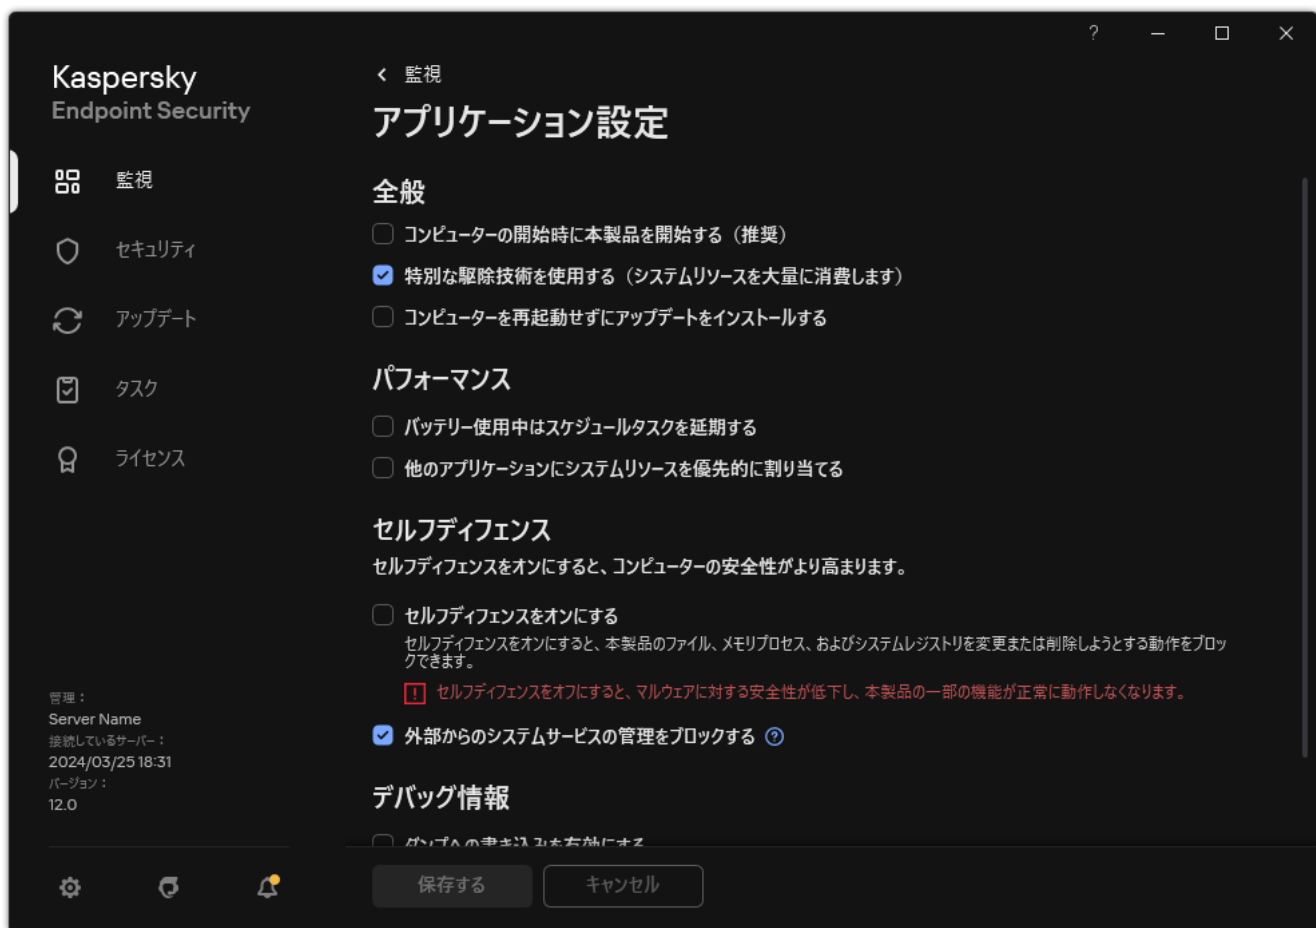 Kaspersky
Endpoint Security
監視
セキュリティ
アップデート
タスク
ライセンス
管理：
Server Name
接続しているサーバー：
2024/03/25 18:31
バージョン：
12.0
?
監視
アプリケーション設定
全般
コンピューターの開始時に本製品を開始する（推奨）
特別な駆除技術を使用する（システムリソースを大量に消費します）
コンピューターを再起動せずにアップデートをインストールする
パフォーマンス
バッテリー使用中はスケジュールタスクを延期する
他のアプリケーションにシステムリソースを優先的に割り当てる
セルフディフェンス
セルフディフェンスをオンにすると、コンピューターの安全性がより高まります。
セルフディフェンスをオンにする
セルフディフェンスをオンにすると、本製品のファイル、メモリプロセス、およびシステムレジストリを変更または削除しようとする動作をブロッ
クできます。
セルフディフェンスをオフにすると、マルウェアに対する安全性が低下し、本製品の一部の機能が正常に動作しなくなります。
外部からのシステムサービスの管理をブロックする ?
デバッグ情報
ダンプへの書き込みを有効にする
保存する
キャンセル